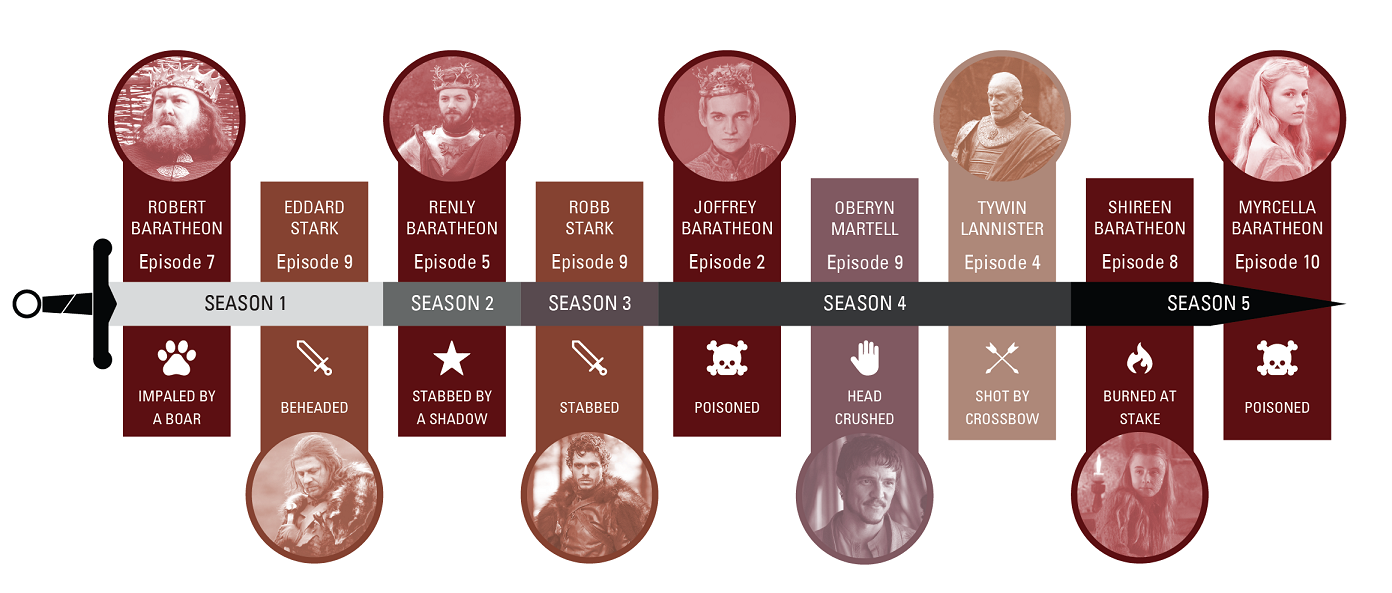 ROBERT
BARATHEON
Episode 7
EDDARD
STARK
Episode 9
RENLY
BARATHEON
Episode 5
ROBB
STARK
Episode 9
JOFFREY
BARATHEON
Episode 2
OBERYN
MARTELL
Episode 9
TYWIN
LANNISTER
Episode 4
SHIREEN
BARATHEON
Episode 8
MYRCELLA
BARATHEON
Episode 10
SEASON 1
SEASON 2
SEASON 3
SEASON 4
SEASON 5
IMPALED BY
A BOAR
BEHEADED
STABBED BY
A SHADOW
STABBED
POISONED
HEAD
CRUSHED
SHOT BY
CROSSBOW
BURNED AT
STAKE
POISONED